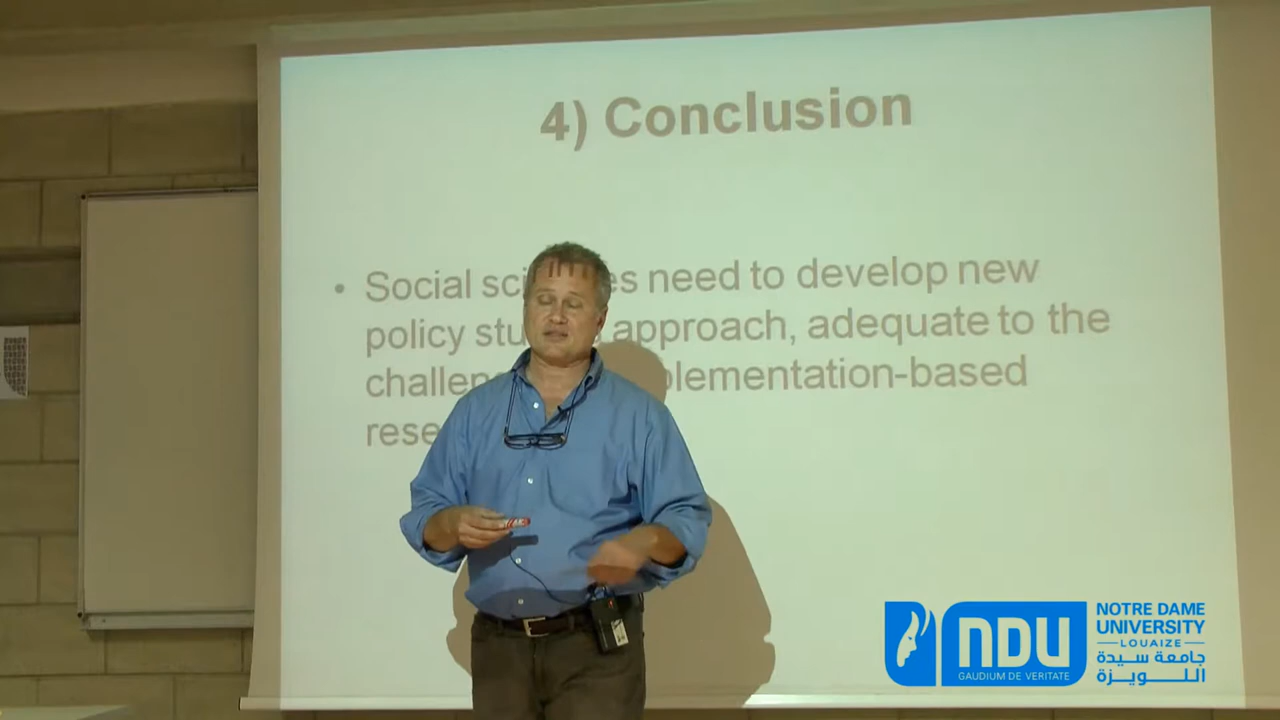 4) Conclusion
• Social sci es need to develop new
policy stu approach, adequate to the
challen plementation-based
rese
nDU
GAUDIUM DE VERITATE
NOTRE DAME
UNIVERSITY
LOUAIZE
جامعة سيدة
اللويزة